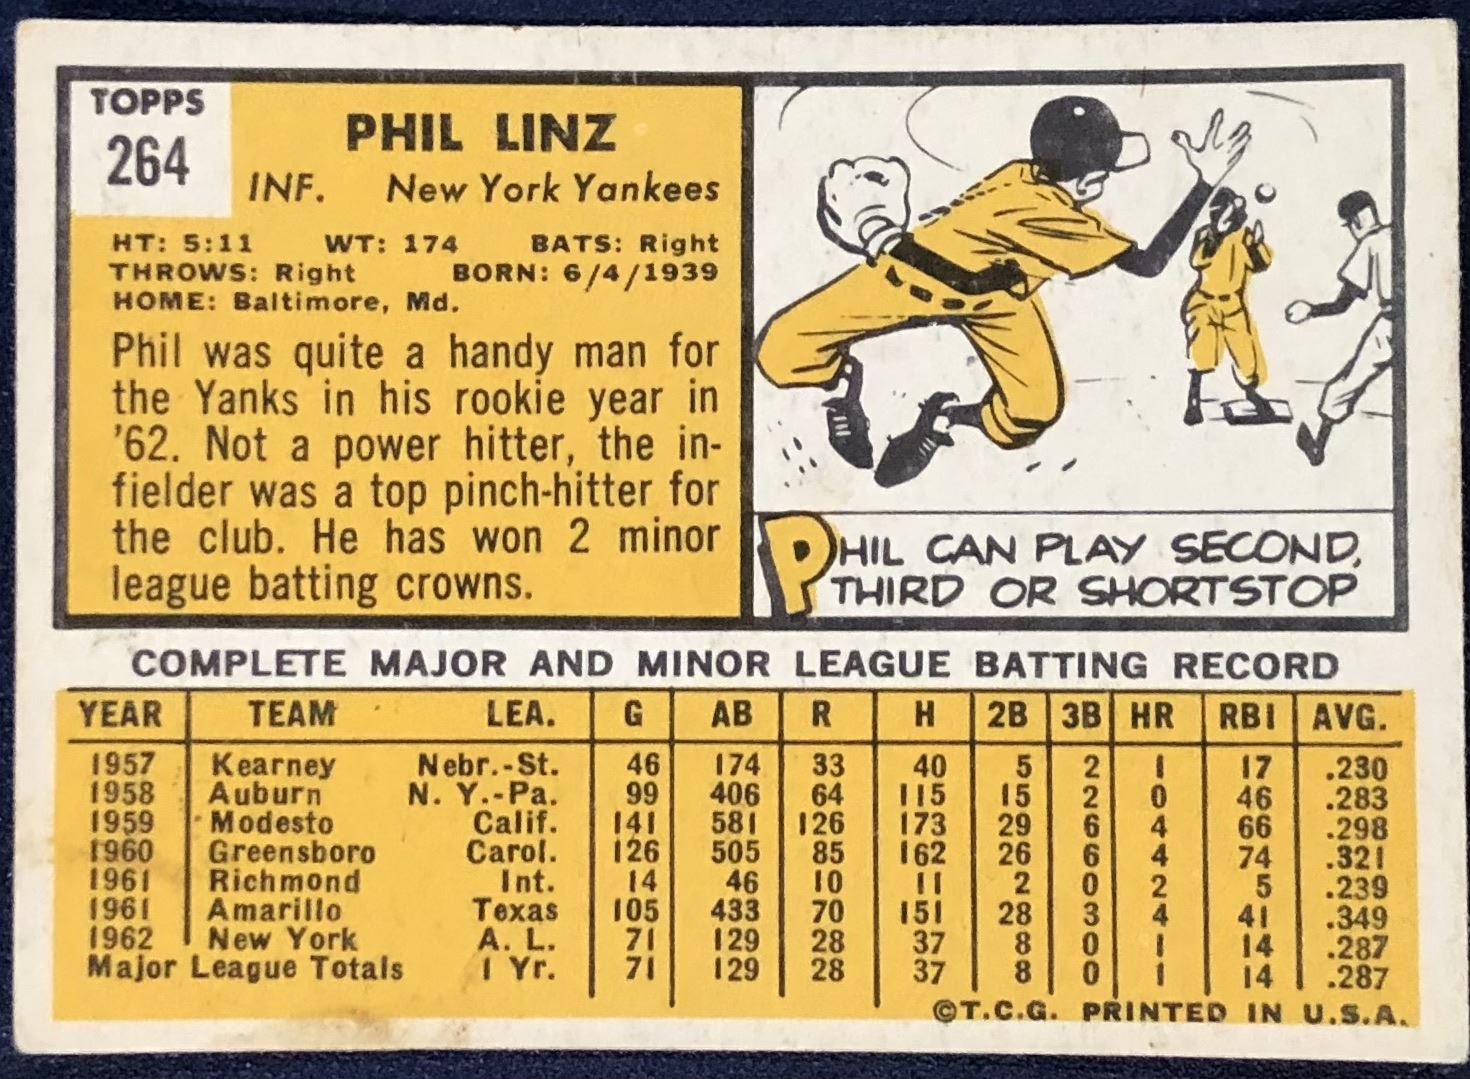 TOPPS
264
PHIL LINZ
INF. New York Yankees
HT: 5:11 WT: 174 BATS: Right
THROWS: Right BORN: 6/4/1939
HOME: Baltimore, Md.
Phil was quite a handy man for
the Yanks in his rookie year in
'62. Not a power hitter, the in-
fielder was a top pinch-hitter for
the club. He has won 2 minor
league batting crowns.
PHIL CAN PLAY SECOND,
THIRD OR SHORTSTOP
COMPLETE MAJOR AND MINOR LEAGUE BATTING RECORD
YEAR TEAM LEA. G AB R H 2B 3B HR RBI AVG.
1957 Kearney Nebr.-St. 46 174 33 40 5 2 1 17 .230
1958 Auburn N. Y.-Pa. 99 406 64 115 15 2 0 46 .283
1959 Modesto Calif. 141 581 126 173 29 6 4 66 .298
1960 Greensboro Carol. 126 505 85 162 26 6 4 74 .321
1961 Richmond Int. 14 46 10 11 2 0 2 5 .239
1961 Amarillo Texas 105 433 70 151 28 3 4 41 .349
1962 New York A. L. 71 129 28 37 8 0 1 14 .287
Major League Totals 1 Yr. 71 129 28 37 8 0 1 14 .287
©T.C.G. PRINTED IN U.S.A.